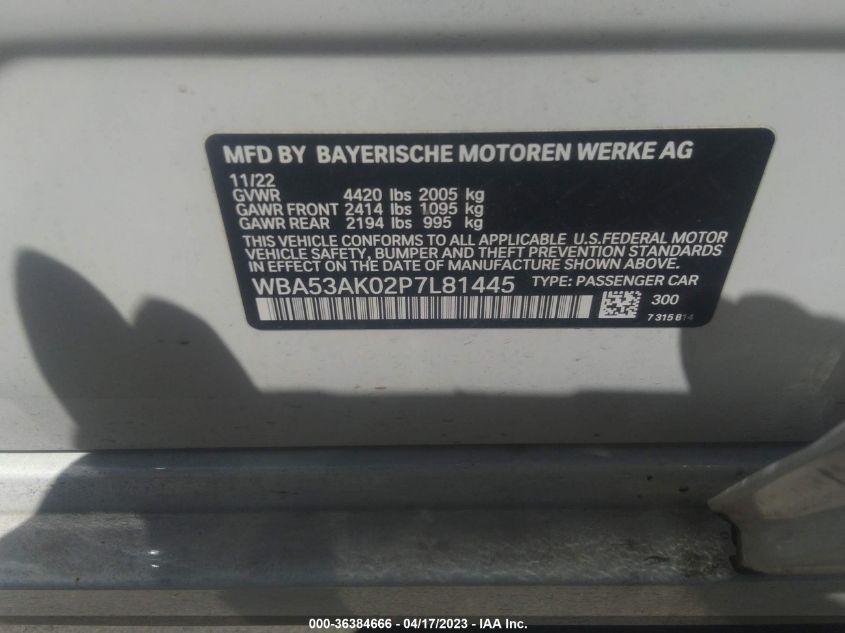 MFD BY BAYERISCHE MOTOREN WERKE AG
11/22
GVWR 4420 lbs 2005 kg
GAWR FRONT 2414 lbs 1095 kg
GAWR REAR 2194 lbs 995 kg
THIS VEHICLE CONFORMS TO ALL APPLICABLE U.S.FEDERAL MOTOR
VEHICLE SAFETY, BUMPER AND THEFT PREVENTION STANDARDS
IN EFFECT ON THE DATE OF MANUFACTURE SHOWN ABOVE.
WBA53AK02P7L81445 TYPE: PASSENGER CAR
300
7 315 814
000-36384666 - 04/17/2023 - IAA Inc.